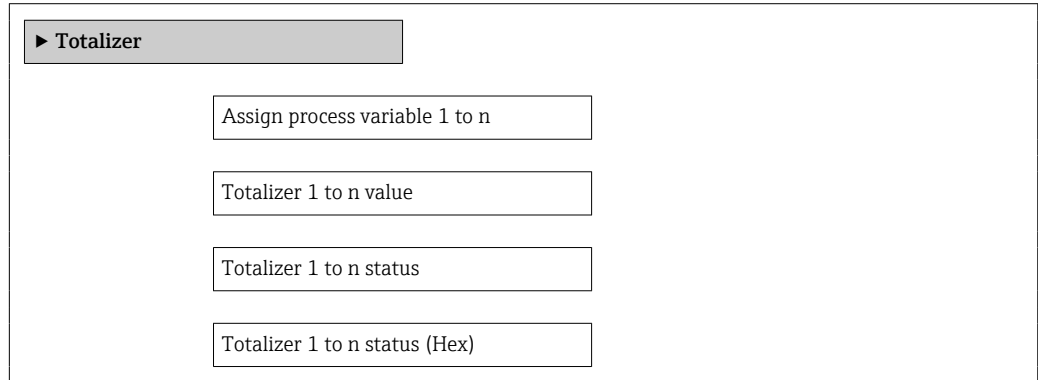 ▶ Totalizer
Assign process variable 1 to n
Totalizer 1 to n value
Totalizer 1 to n status
Totalizer 1 to n status (Hex)